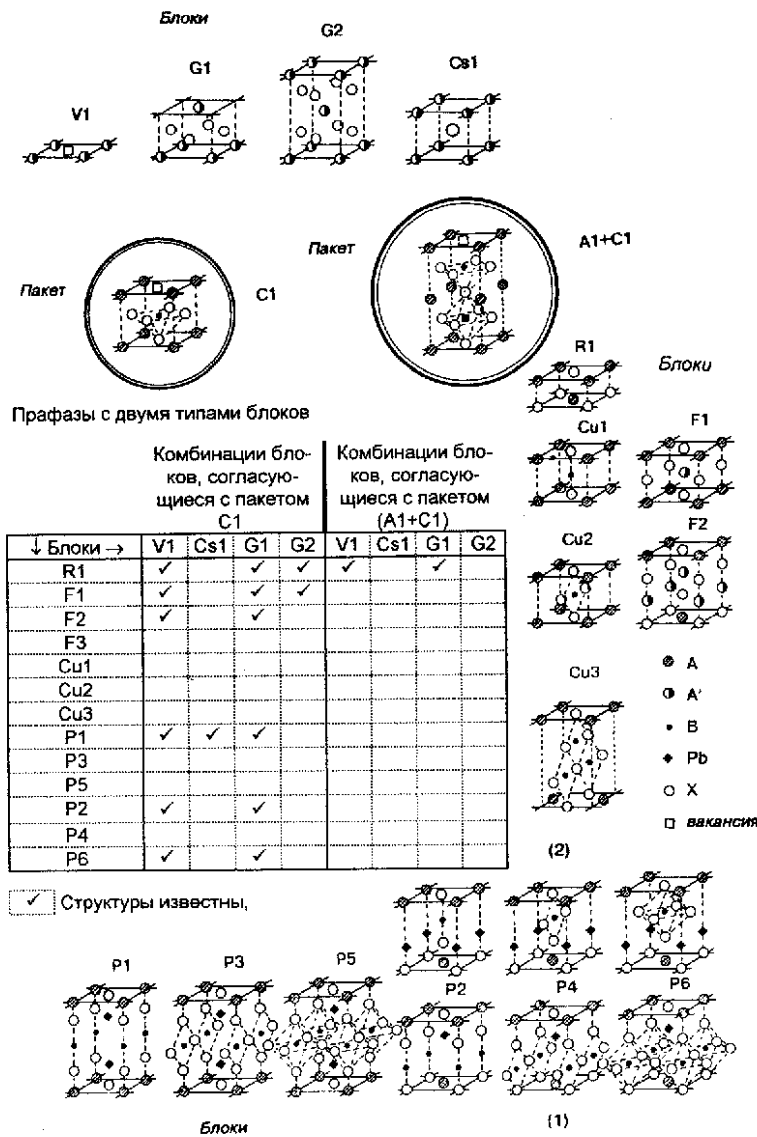 Блоки
G2
G1
Cs1
V1
Пакет
A1+C1
Пакет
C1
R1
Блоки
Прафазы с двумя типами блоков
Cu1
F1
Комбинации бло-
ков, согласую-
щиеся с пакетом
C1
Комбинации бло-
ков, согласую-
щиеся с пакетом
(A1+C1)
↓ Блоки → V1 Cs1 G1 G2 V1 Cs1 G1 G2
R1 ✓ ✓ ✓ ✓ ✓
F1 ✓ ✓ ✓
F2 ✓ ✓
F3
Cu1
Cu2
Cu3
P1 ✓ ✓ ✓
P3
P5
P2 ✓ ✓
P4
P6 ✓ ✓
Cu2
F2
Cu3
A
A'
B
Pb
X
вакансия
(2)
✓ Структуры известны,
P1
P3
P5
P2
P4
P6
(1)
Блоки